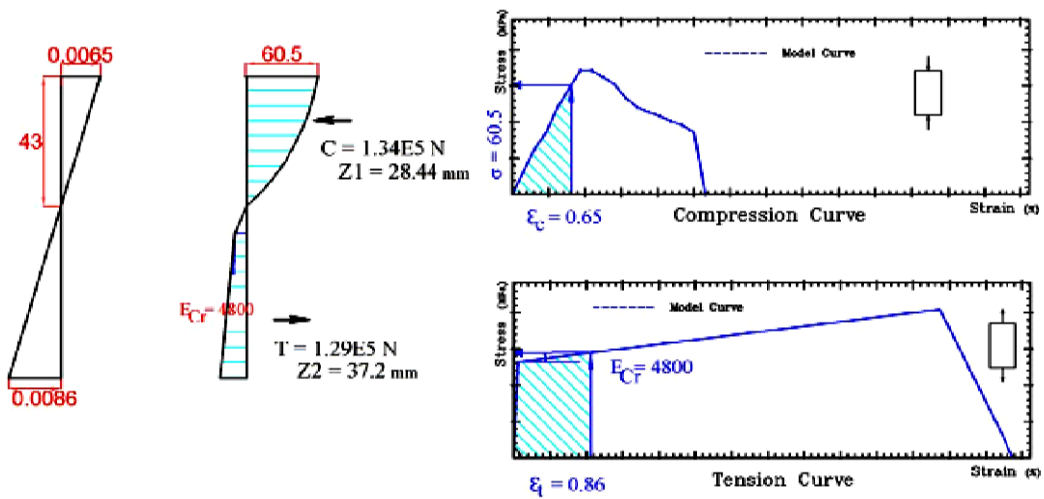 0.0065
43
0.0086
60.5
C = 1.34E5 N
Z1 = 28.44 mm
ECr = 4800
T = 1.29E5 N
Z2 = 37.2 mm
Stress (MPa)
Model Curve
σ = 60.5
εc = 0.65
Compression Curve
Strain (%)
Stress (MPa)
Model Curve
ECr = 4800
εt = 0.86
Tension Curve
Strain (%)